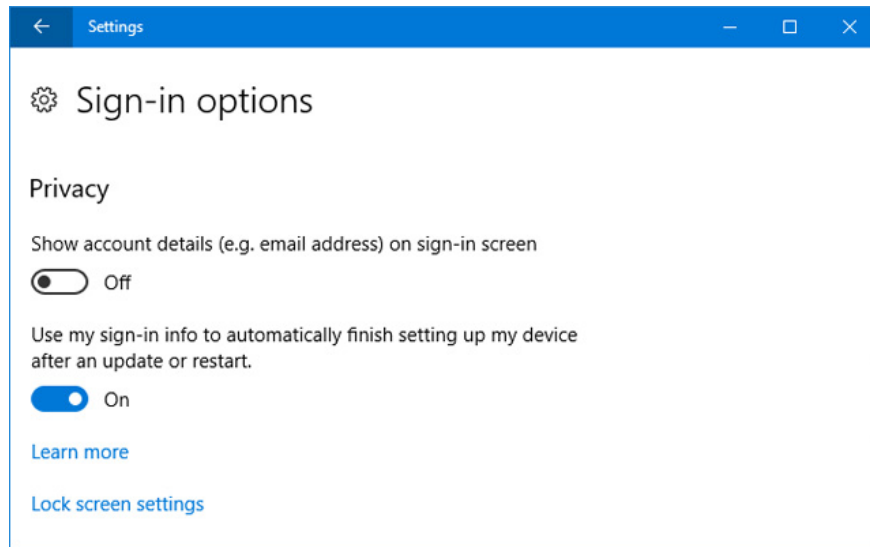 Settings
Sign-in options
Privacy
Show account details (e.g. email address) on sign-in screen
Off
Use my sign-in info to automatically finish setting up my device
after an update or restart.
On
Learn more
Lock screen settings